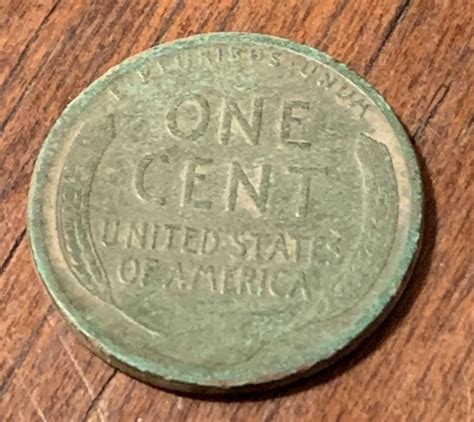 E · PLURIBUS · UNUM
ONE
CENT
UNITED·STATES
OF AMERICA